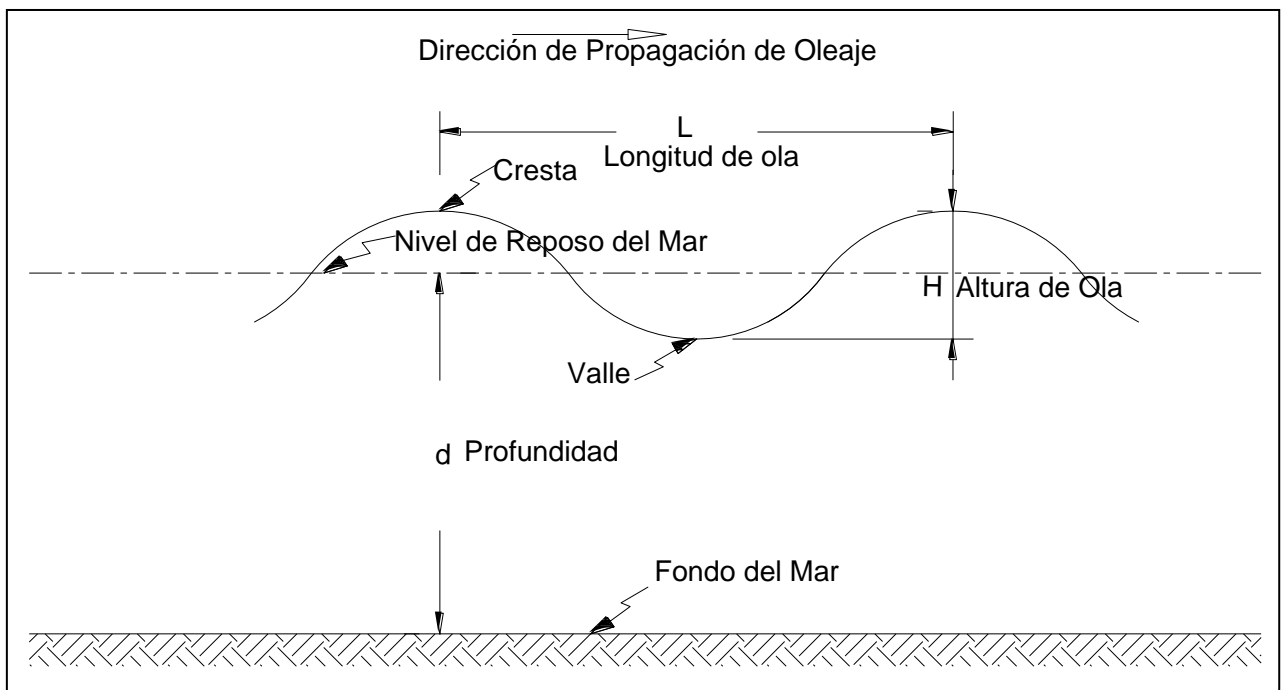 Dirección de Propagación de Oleaje
L
Longitud de ola
Cresta
Nivel de Reposo del Mar
H Altura de Ola
Valle
d Profundidad
Fondo del Mar